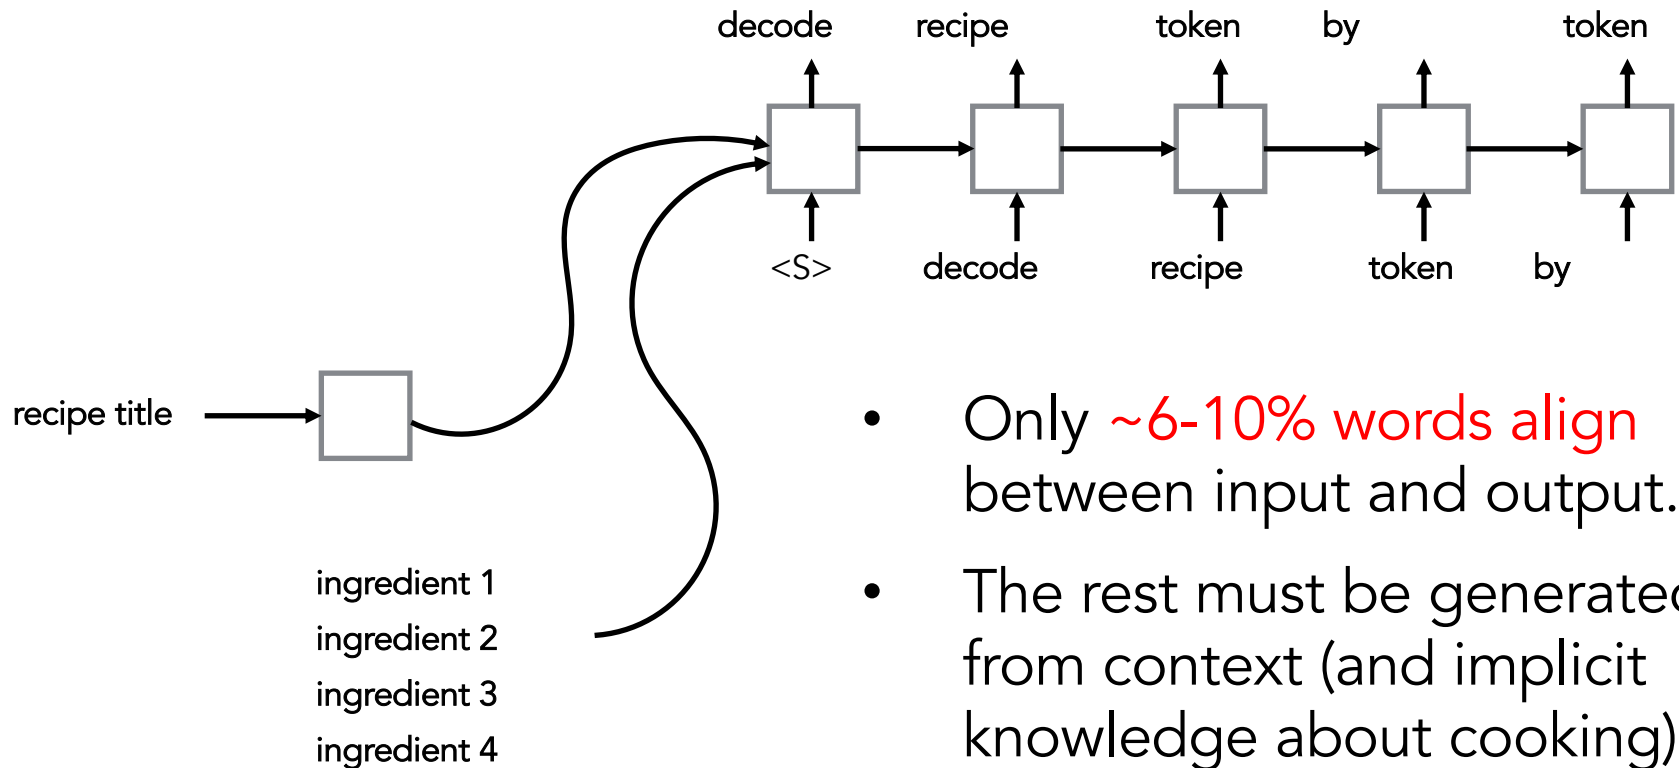 decode recipe token by token
<S> decode recipe token by
recipe title
• Only ~6-10% words align
between input and output.
• The rest must be generated
from context (and implicit
knowledge about cooking)
ingredient 1
ingredient 2
ingredient 3
ingredient 4